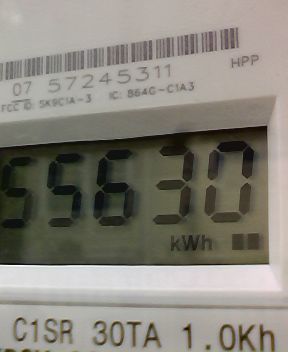 HPP
07 57245311
FCC ID: SK9C1A-3 IC: 864G-C1A3
55630
kWh
C1SR 30TA 1.0Kh